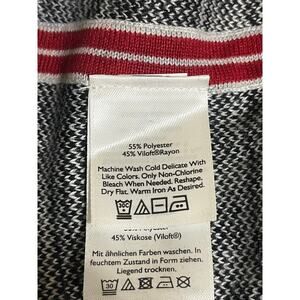 55% Polyester
45% Viloft®Rayon
Machine Wash Cold Delicate With
Like Colors. Only Non-Chlorine
Bleach When Needed. Reshape.
Dry Flat. Warm Iron As Desired.
45% Viskose (Viloft®)
Mit ähnlichen Farben waschen. In
feuchtem Zustand in Form ziehen.
Liegend trocknen.
30